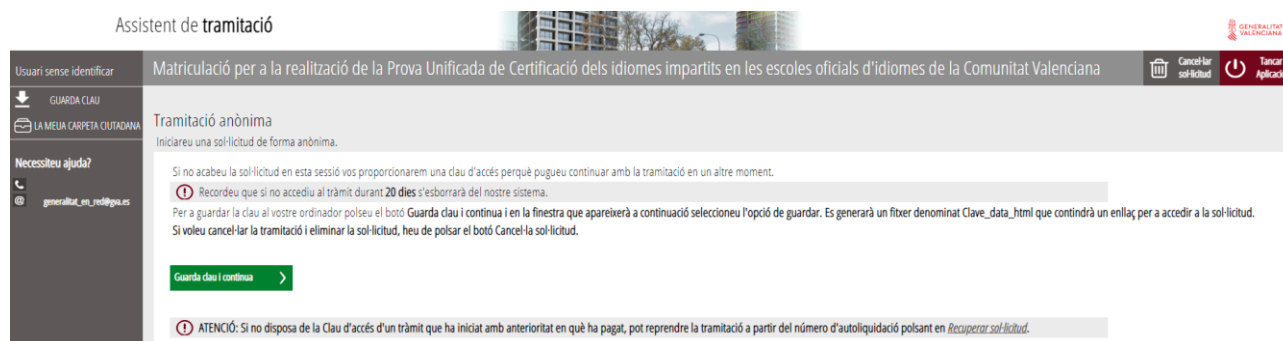 Assistent de tramitació
GENERALITAT
VALENCIANA
Usuari sense identificar
Matriculació per a la realització de la Prova Unificada de Certificació dels idiomes impartits en les escoles oficials d'idiomes de la Comunitat Valenciana
Cancel·lar
sol·licitud
Tancar
Aplicació
GUARDA CLAU
LA MEUA CARPETA CIUTADANA
Necessiteu ajuda?
@ generalitat_en_red@gva.es
Tramitació anònima
Iniciareu una sol·licitud de forma anònima.
Si no acabeu la sol·licitud en esta sessió vos proporcionarem una clau d'accés perquè pugueu continuar amb la tramitació en un altre moment.
Recordeu que si no accediu al tràmit durant 20 dies s'esborrarà del nostre sistema.
Per a guardar la clau al vostre ordinador polseu el botó Guarda clau i continua i en la finestra que apareixerà a continuació seleccioneu l'opció de guardar. Es generarà un fitxer denominat Clave_data_html que contindrà un enllaç per a accedir a la sol·licitud.
Si voleu cancel·lar la tramitació i eliminar la sol·licitud, heu de polsar el botó Cancel·la sol·licitud.
Guarda clau i continua
ATENCIÓ: Si no disposa de la Clau d'accés d'un tràmit que ha iniciat amb anterioritat en què ha pagat, pot reprendre la tramitació a partir del número d'autoliquidació polsant en Recuperar sol·licitud.